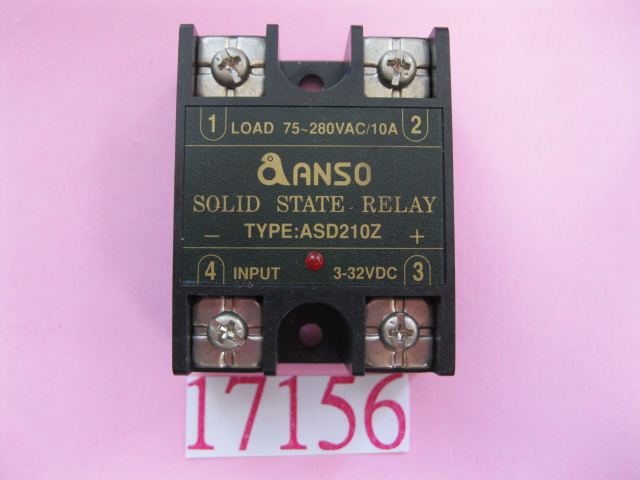 1 LOAD 75~280VAC/10A 2
ANSO
SOLID STATE RELAY
TYPE:ASD210Z
− +
4 INPUT 3-32VDC 3
17156